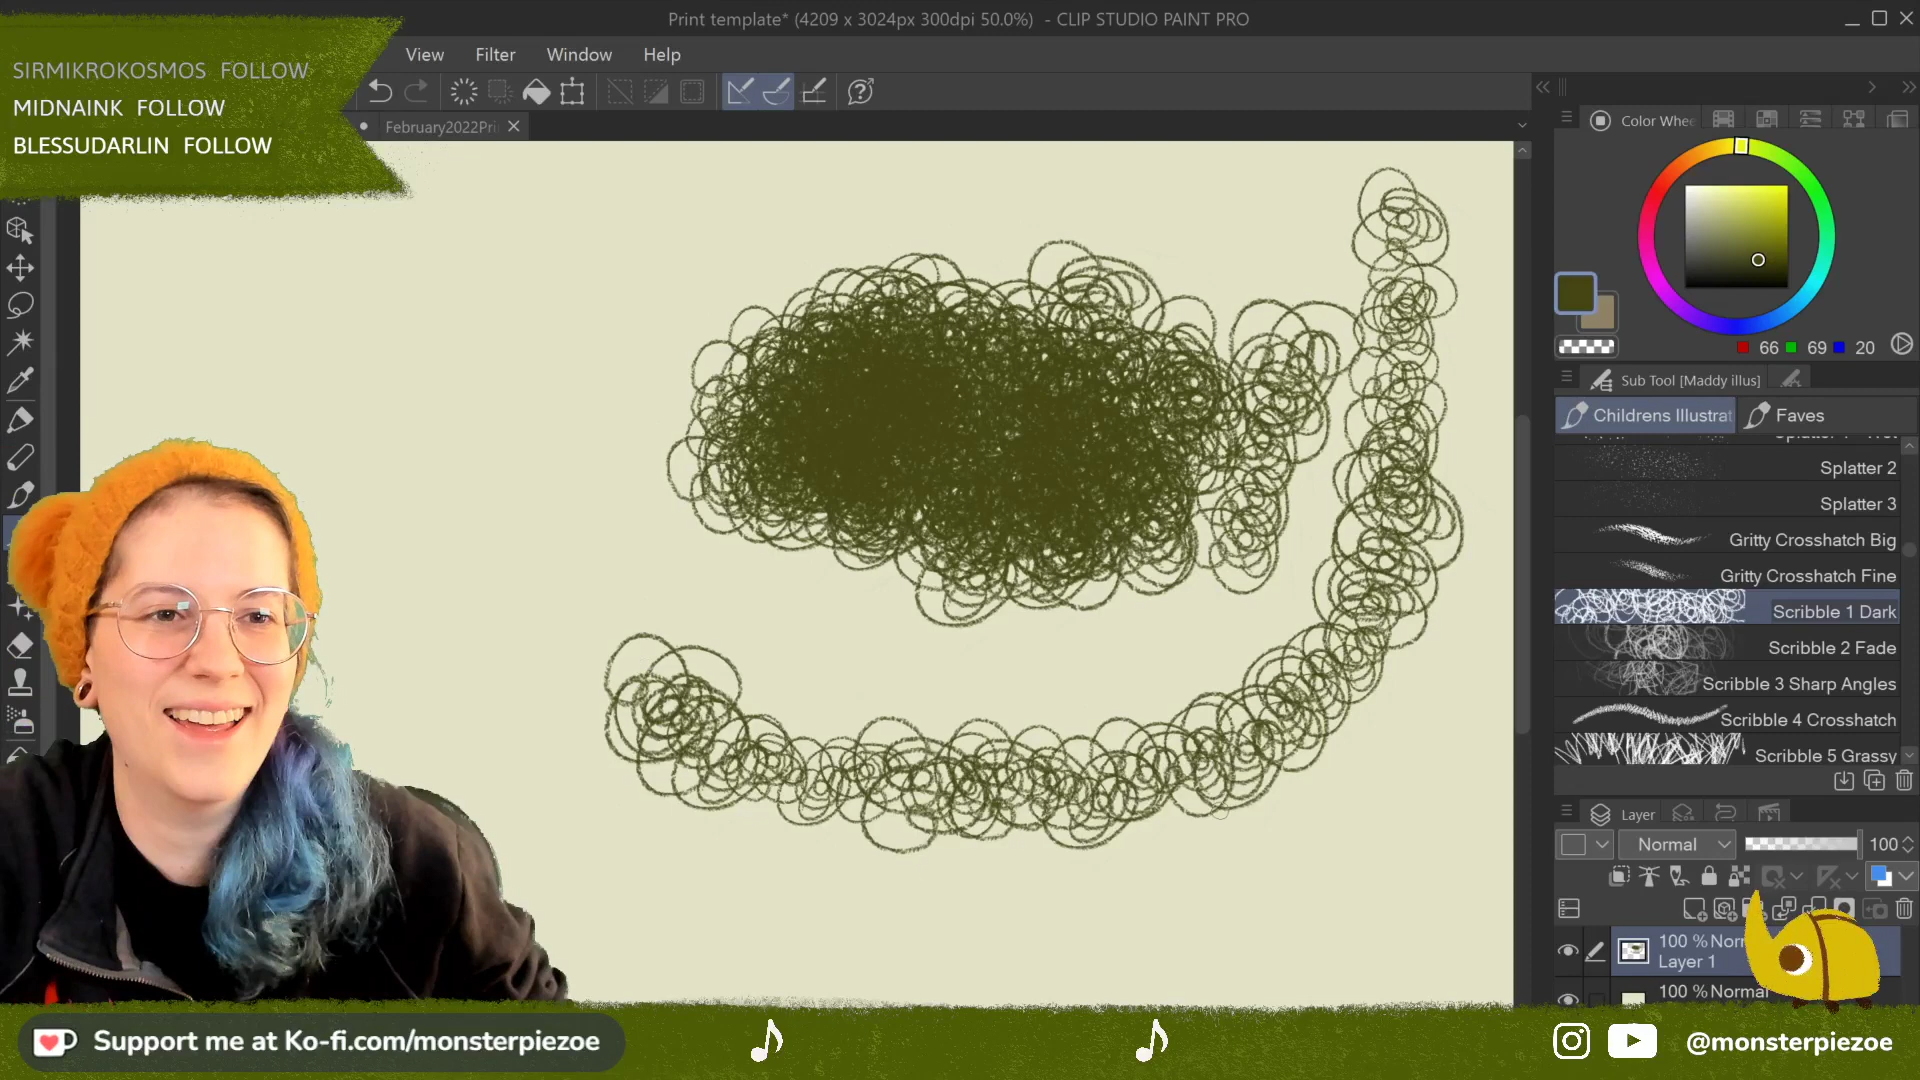 Print template* (4209 x 3024px 300dpi 50.0%) - CLIP STUDIO PAINT PRO
View Filter Window Help
SIRMIKROKOSMOS FOLLOW
MIDNAINK FOLLOW
BLESSUDARLIN FOLLOW
February2022Pri
Color Whee
66 69 20
Sub Tool [Maddy illus]
Childrens Illustrat Faves
Splatter 2
Splatter 3
Gritty Crosshatch Big
Gritty Crosshatch Fine
Scribble 1 Dark
Scribble 2 Fade
Scribble 3 Sharp Angles
Scribble 4 Crosshatch
Scribble 5 Grassy
Layer
Normal 100
100 % Norm
Layer 1
100 % Normal
Support me at Ko-fi.com/monsterpiezoe
@monsterpiezoe